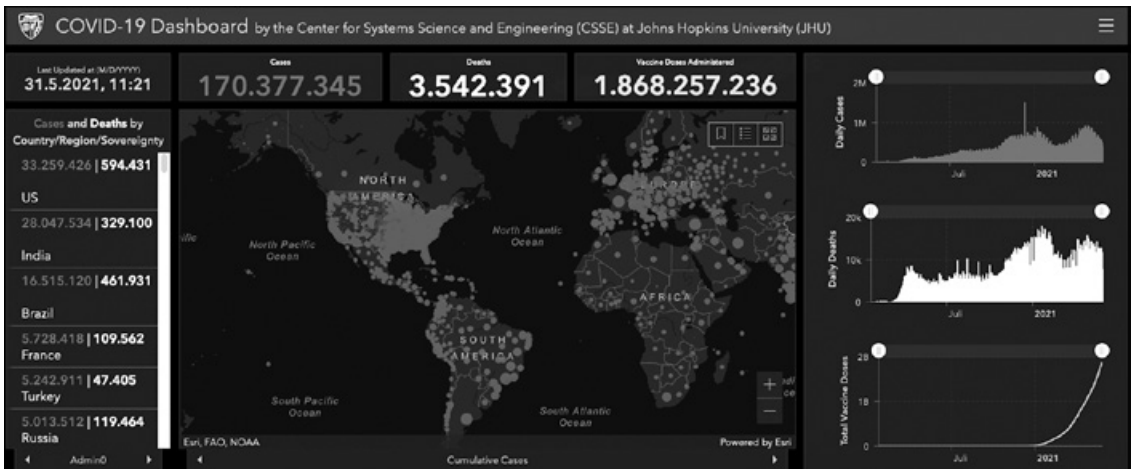 COVID-19 Dashboard by the Center for Systems Science and Engineering (CSSE) at Johns Hopkins University (JHU)
Last Updated at (M/D/YYYY)
31.5.2021, 11:21
Cases
170.377.345
Deaths
3.542.391
Vaccine Doses Administered
1.868.257.236
Cases and Deaths by
Country/Region/Sovereignty
33.259.426 | 594.431
US
28.047.534 | 329.100
India
16.515.120 | 461.931
Brazil
5.728.418 | 109.562
France
5.242.911 | 47.405
Turkey
5.013.512 | 119.464
Russia
Admin0
NORTH
AMERICA
EUROPE
North Pacific
Ocean
North Atlantic
Ocean
AFRICA
SOUTH
AMERICA
South Pacific
Ocean
South Atlantic
Ocean
+
−
Esri, FAO, NOAA
Powered by Esri
Cumulative Cases
Daily Cases
2M
1M
0
Juli
2021
Daily Deaths
20k
10k
0
Juli
2021
Total Vaccine Doses
2B
1B
0
Juli
2021